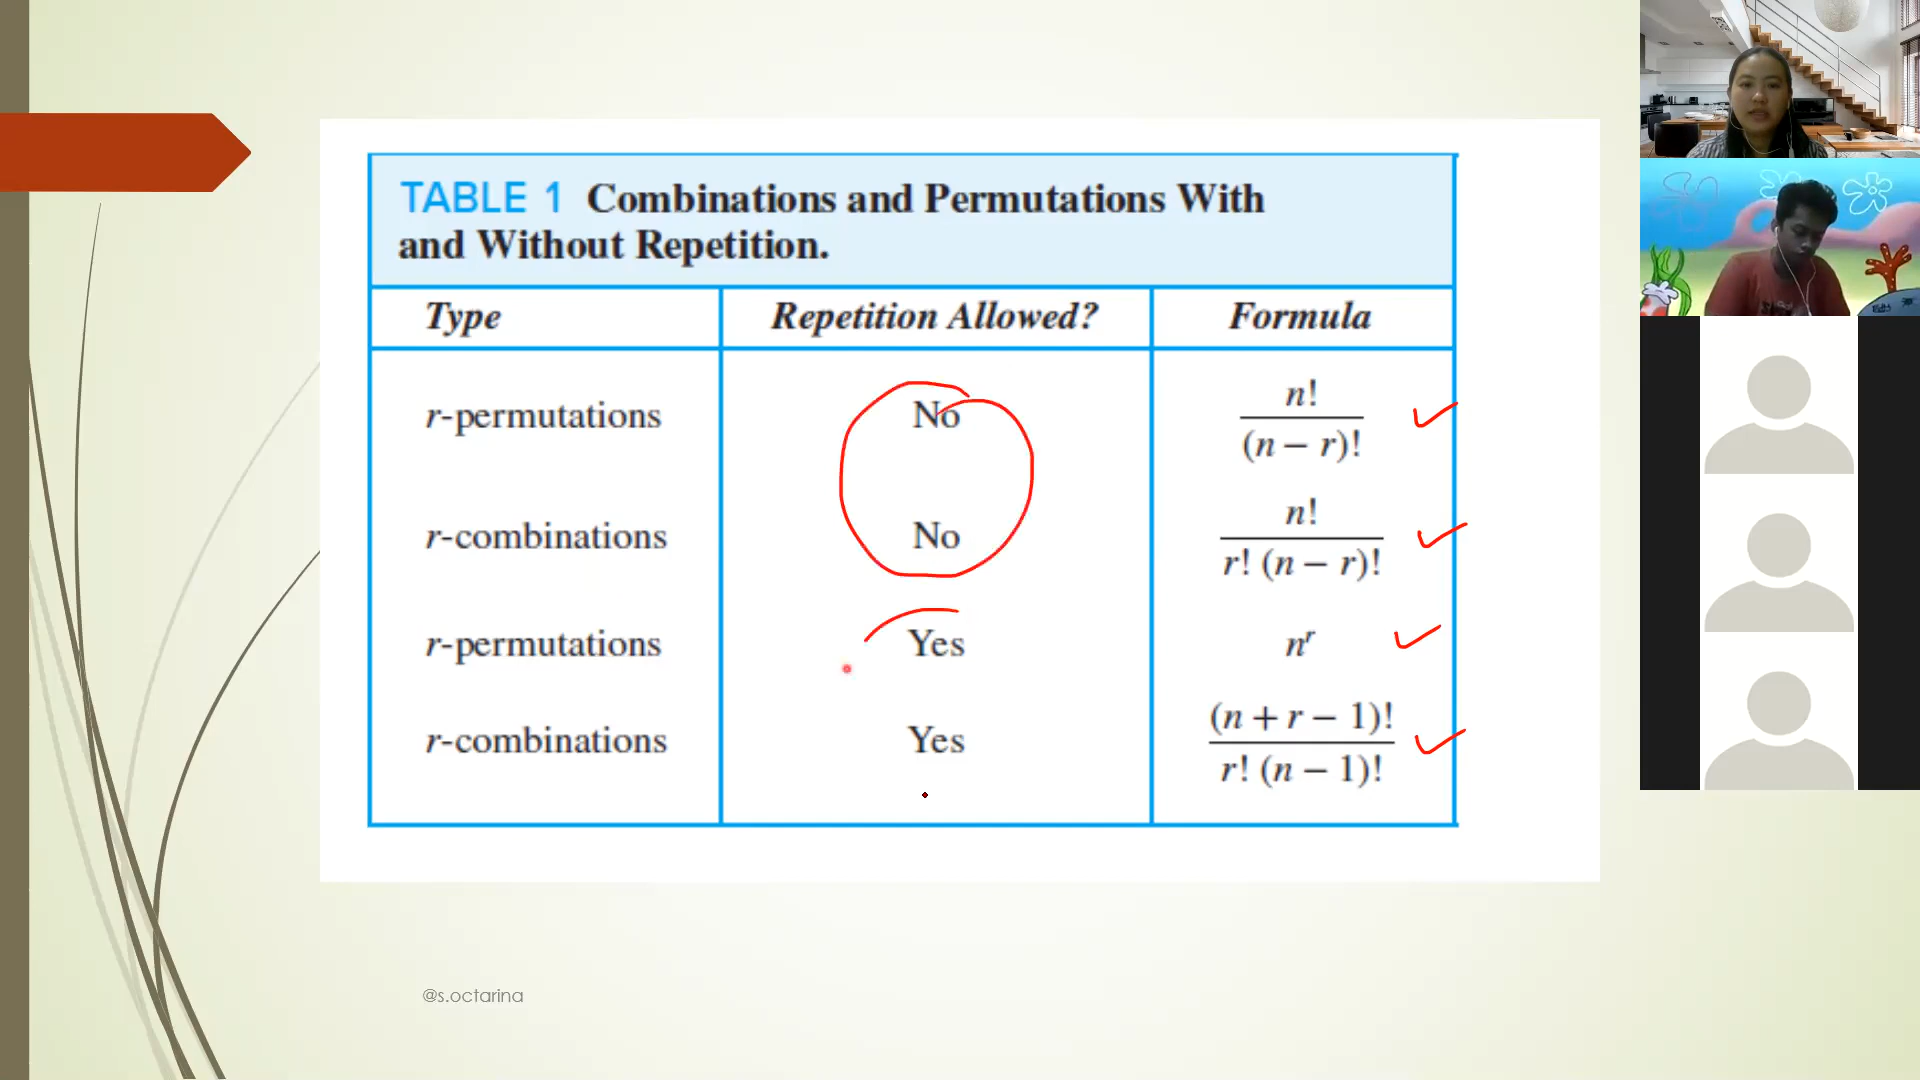 TABLE 1 Combinations and Permutations With
and Without Repetition.
Type Repetition Allowed? Formula
r-permutations No n!/(n − r)!
r-combinations No n!/r! (n − r)!
r-permutations Yes nʳ
r-combinations Yes (n + r − 1)!/r! (n − 1)!
@s.octarina